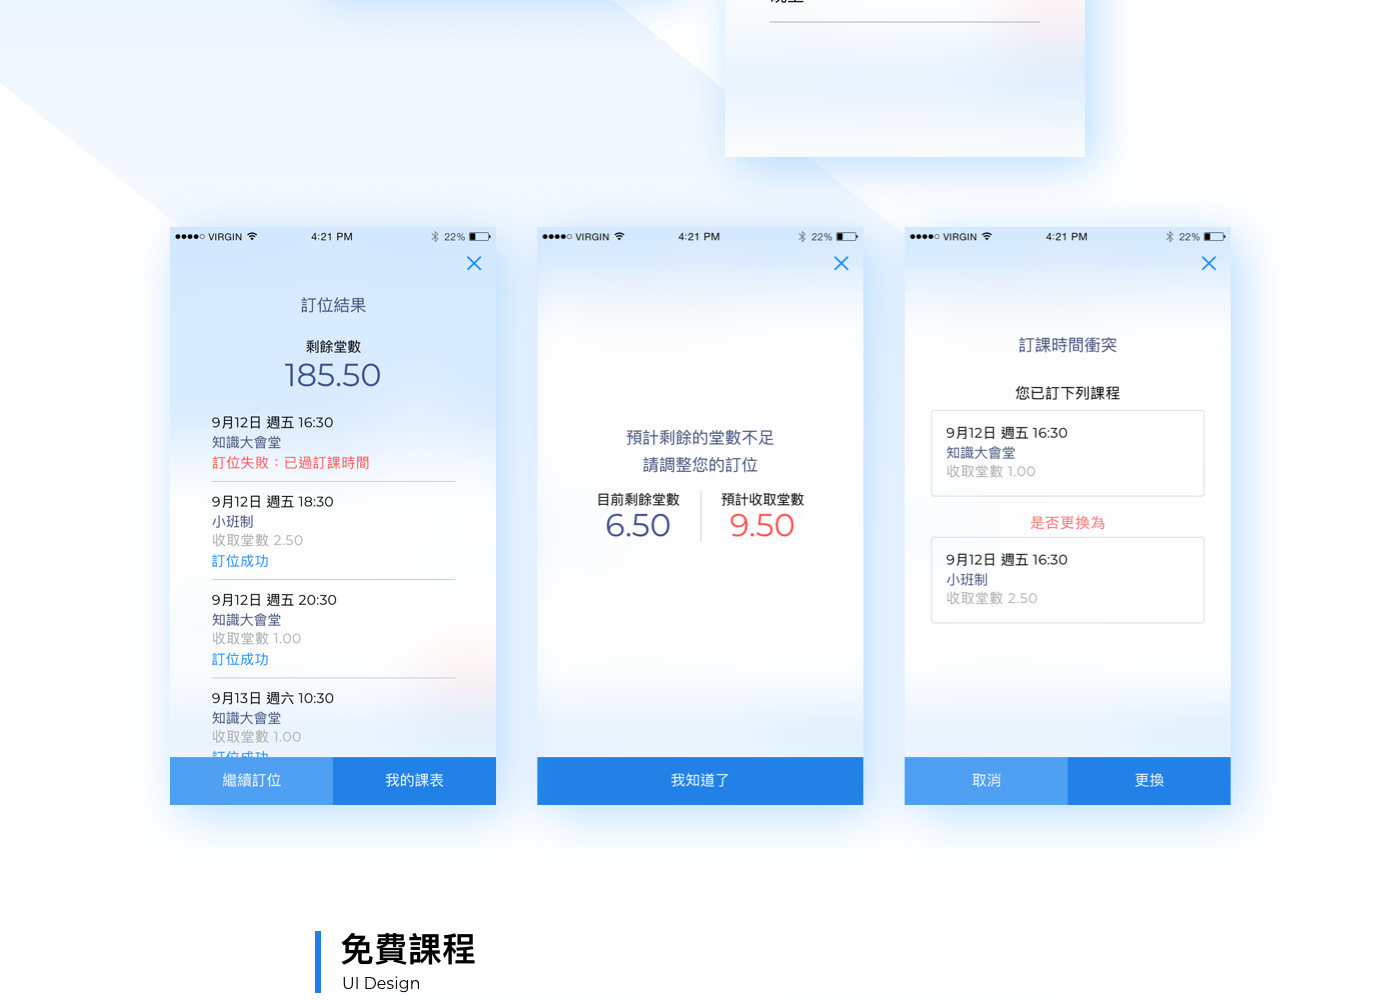 VIRGIN 4:21 PM 22%
訂位結果
剩餘堂數
185.50
9月12日 週五 16:30
知識大會堂
訂位失敗：已過訂課時間
9月12日 週五 18:30
小班制
收取堂數 2.50
訂位成功
9月12日 週五 20:30
知識大會堂
收取堂數 1.00
訂位成功
9月13日 週六 10:30
知識大會堂
收取堂數 1.00
訂位成功
繼續訂位 我的課表
VIRGIN 4:21 PM 22%
預計剩餘的堂數不足
請調整您的訂位
目前剩餘堂數 預計收取堂數
6.50 9.50
我知道了
VIRGIN 4:21 PM 22%
訂課時間衝突
您已訂下列課程
9月12日 週五 16:30
知識大會堂
收取堂數 1.00
是否更換為
9月12日 週五 16:30
小班制
收取堂數 2.50
取消 更換
免費課程
UI Design